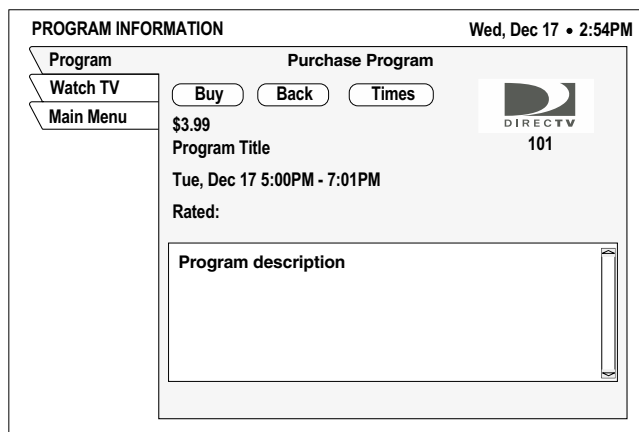 PROGRAM INFORMATION Wed, Dec 17 • 2:54PM
Program
Watch TV
Main Menu
Purchase Program
Buy Back Times
$3.99
Program Title
Tue, Dec 17 5:00PM - 7:01PM
Rated:
DIRECTV
101
Program description